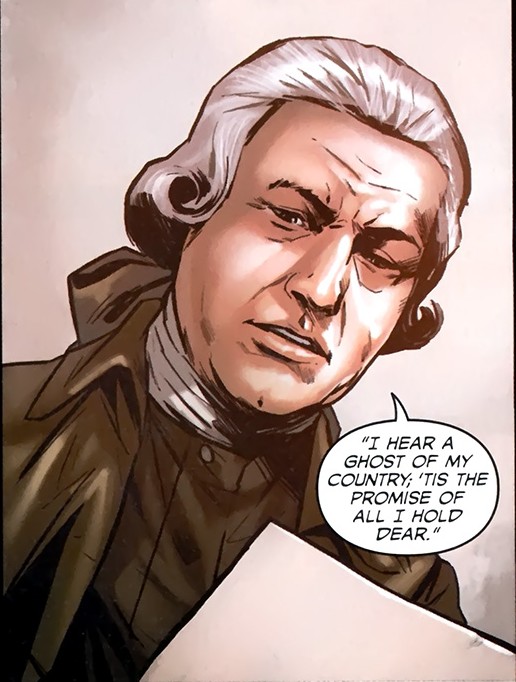 "I HEAR A
GHOST OF MY
COUNTRY; 'TIS THE
PROMISE OF
ALL I HOLD
DEAR."